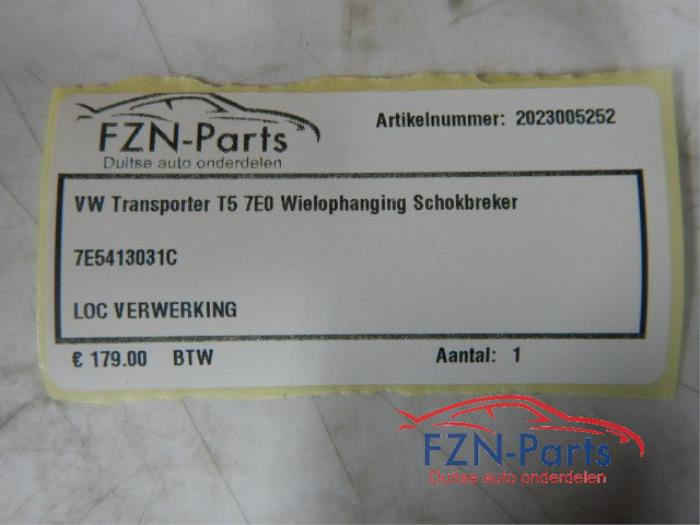 FZN-Parts
Duitse auto onderdelen
Artikelnummer: 2023005252
VW Transporter T5 7E0 Wielophanging Schokbreker
7E5413031C
LOC VERWERKING
€ 179.00 BTW
Aantal: 1
FZN-Parts
Duitse auto onderdelen